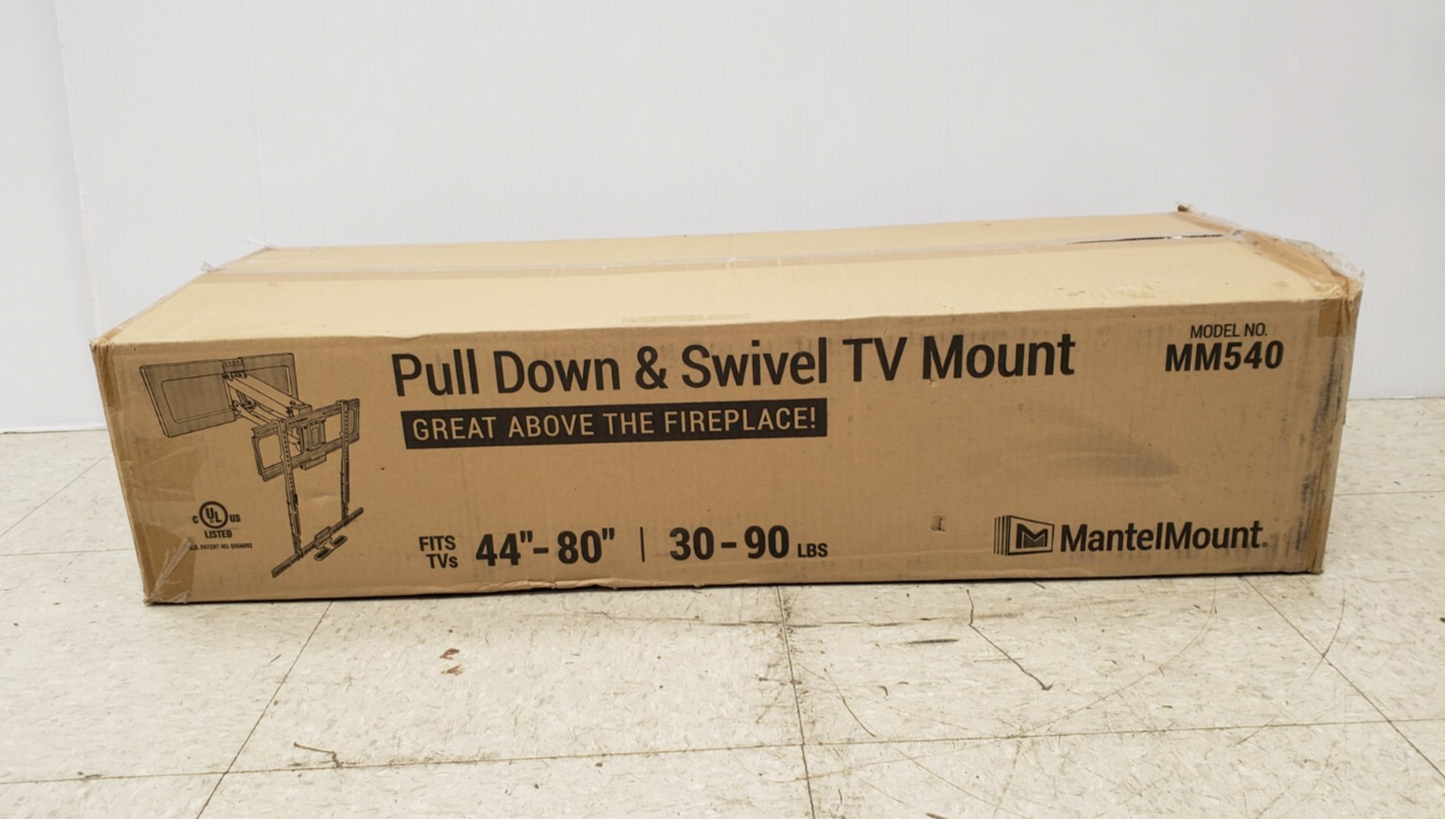 Pull Down & Swivel TV Mount
GREAT ABOVE THE FIREPLACE!
MODEL NO.
MM540
C UL US
LISTED
FITS
TVs
44"-80" | 30-90 LBS
MantelMount